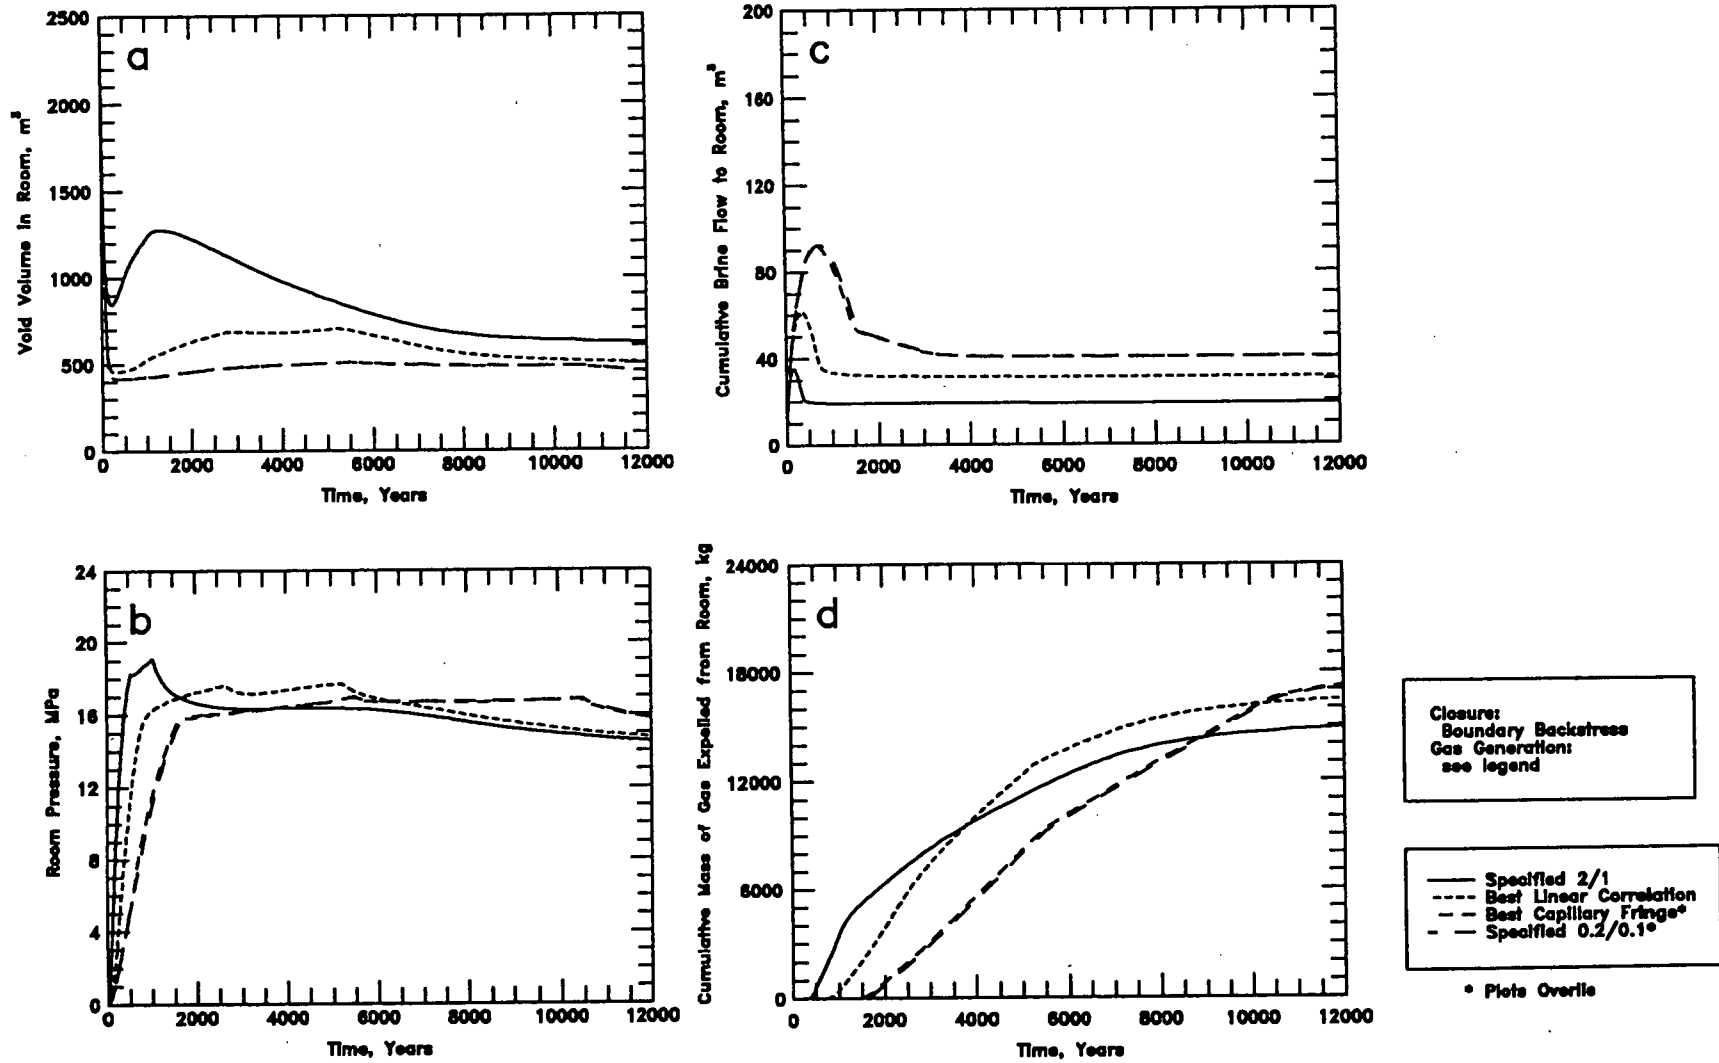 a
Void Volume in Room, m³
2500
2000
1500
1000
500
0
0 2000 4000 6000 8000 10000 12000
Time, Years
c
Cumulative Brine Flow to Room, m³
200
160
120
80
40
0
0 2000 4000 6000 8000 10000 12000
Time, Years
b
Room Pressure, MPa
24
20
16
12
8
4
0
0 2000 4000 6000 8000 10000 12000
Time, Years
d
Cumulative Mass of Gas Expelled from Room, kg
24000
18000
12000
6000
0
0 2000 4000 6000 8000 10000 12000
Time, Years
Closure:
Boundary Backstress
Gas Generation:
see legend
Specified 2/1
Best Linear Correlation
Best Capillary Fringe*
Specified 0.2/0.1*
* Plots Overlie